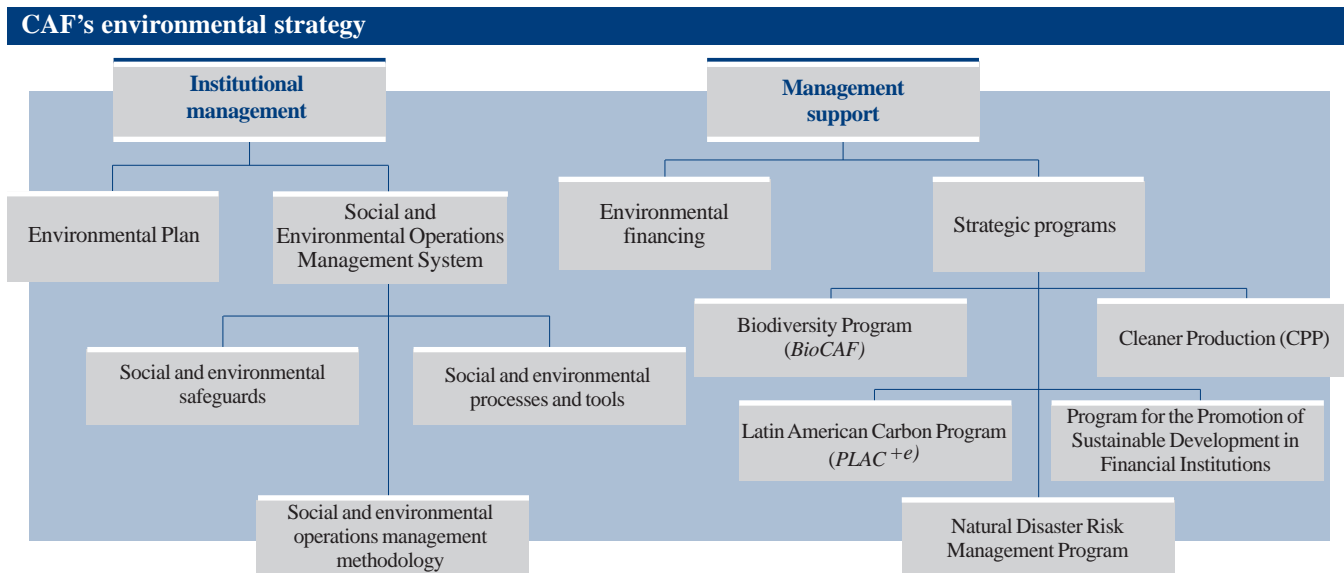 CAF's environmental strategy
Institutional
management
Management
support
Environmental Plan
Social and
Environmental Operations
Management System
Environmental
financing
Strategic programs
Biodiversity Program
(BioCAF)
Cleaner Production (CPP)
Social and environmental
safeguards
Social and environmental
processes and tools
Latin American Carbon Program
(PLAC +e)
Program for the Promotion of
Sustainable Development in
Financial Institutions
Social and environmental
operations management
methodology
Natural Disaster Risk
Management Program